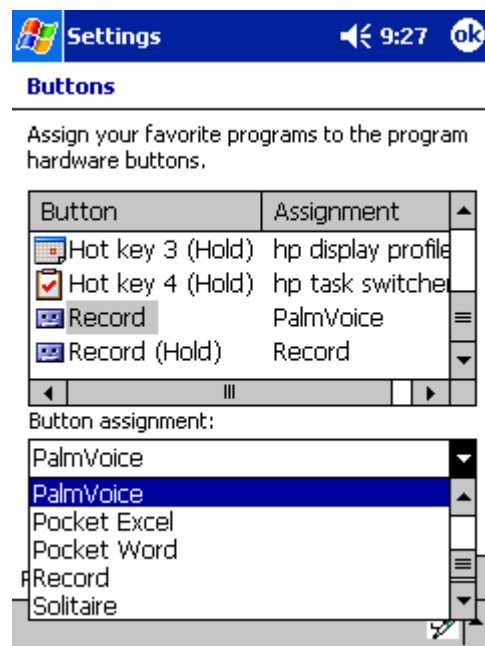 Settings 9:27 ok
Buttons
Assign your favorite programs to the program
hardware buttons.
Button Assignment
Hot key 3 (Hold) hp display profile
Hot key 4 (Hold) hp task switcher
Record PalmVoice
Record (Hold) Record
Button assignment:
PalmVoice
PalmVoice
Pocket Excel
Pocket Word
Record
Solitaire